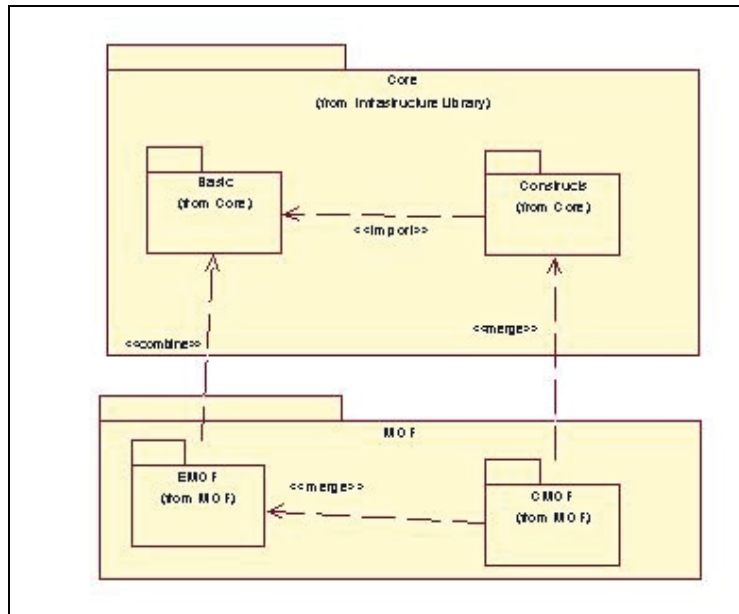 Core
(from Infrastructure Library)
Basic
(from Core)
Constructs
(from Core)
<<import>>
<<combine>>
<<merge>>
MOF
EMOF
(from MOF)
<<merge>>
CMOF
(from MOF)